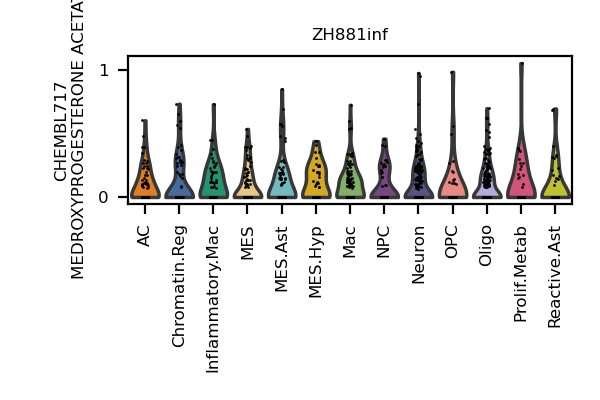 ZH881inf
CHEMBL717
MEDROXYPROGESTERONE ACETAT
1
0
AC
Chromatin.Reg
Inflammatory.Mac
MES
MES.Ast
MES.Hyp
Mac
NPC
Neuron
OPC
Oligo
Prolif.Metab
Reactive.Ast